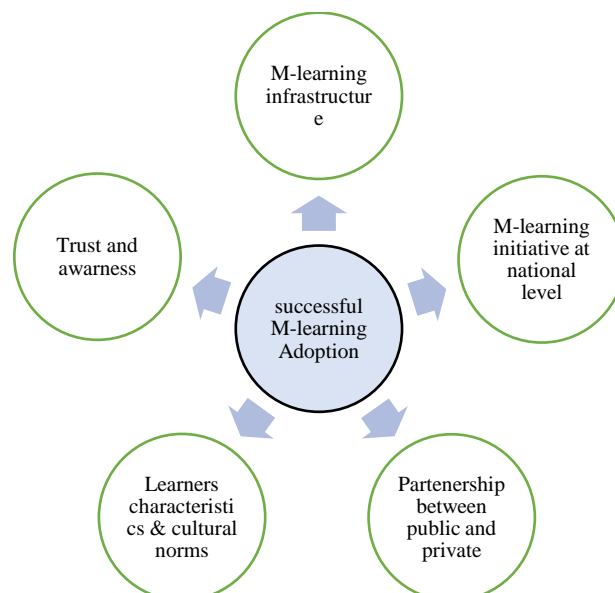 M-learning
infrastructur
e
Trust and
awarness
M-learning
initiative at
national
level
successful
M-learning
Adoption
Learners
characteristi
cs & cultural
norms
Partenership
between
public and
private